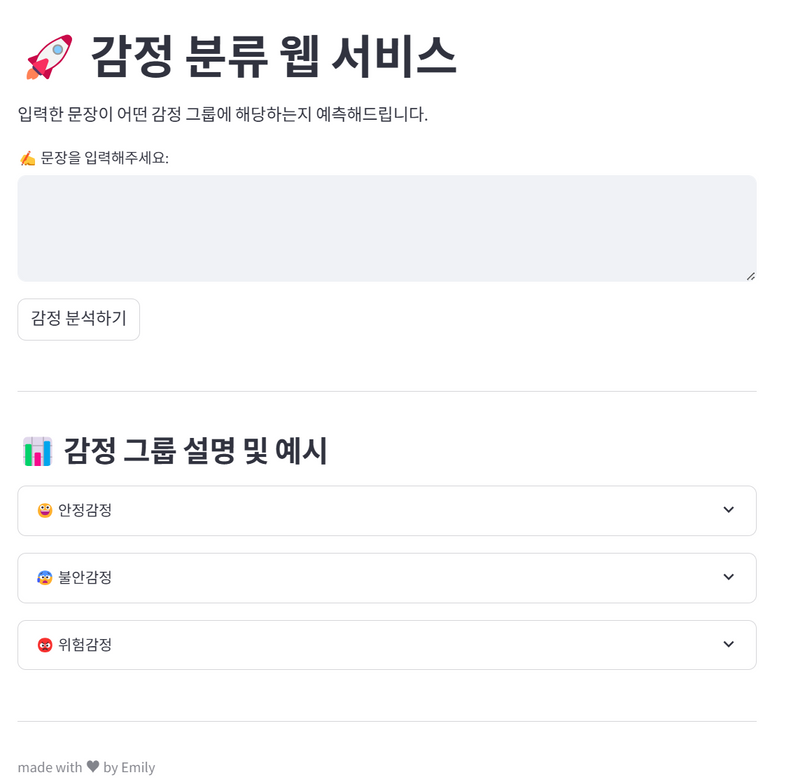 🚀 감정 분류 웹 서비스
입력한 문장이 어떤 감정 그룹에 해당하는지 예측해드립니다.
✍️ 문장을 입력해주세요:
감정 분석하기
📊 감정 그룹 설명 및 예시
😀 안정감정
😰 불안감정
👹 위험감정
made with ❤ by Emily